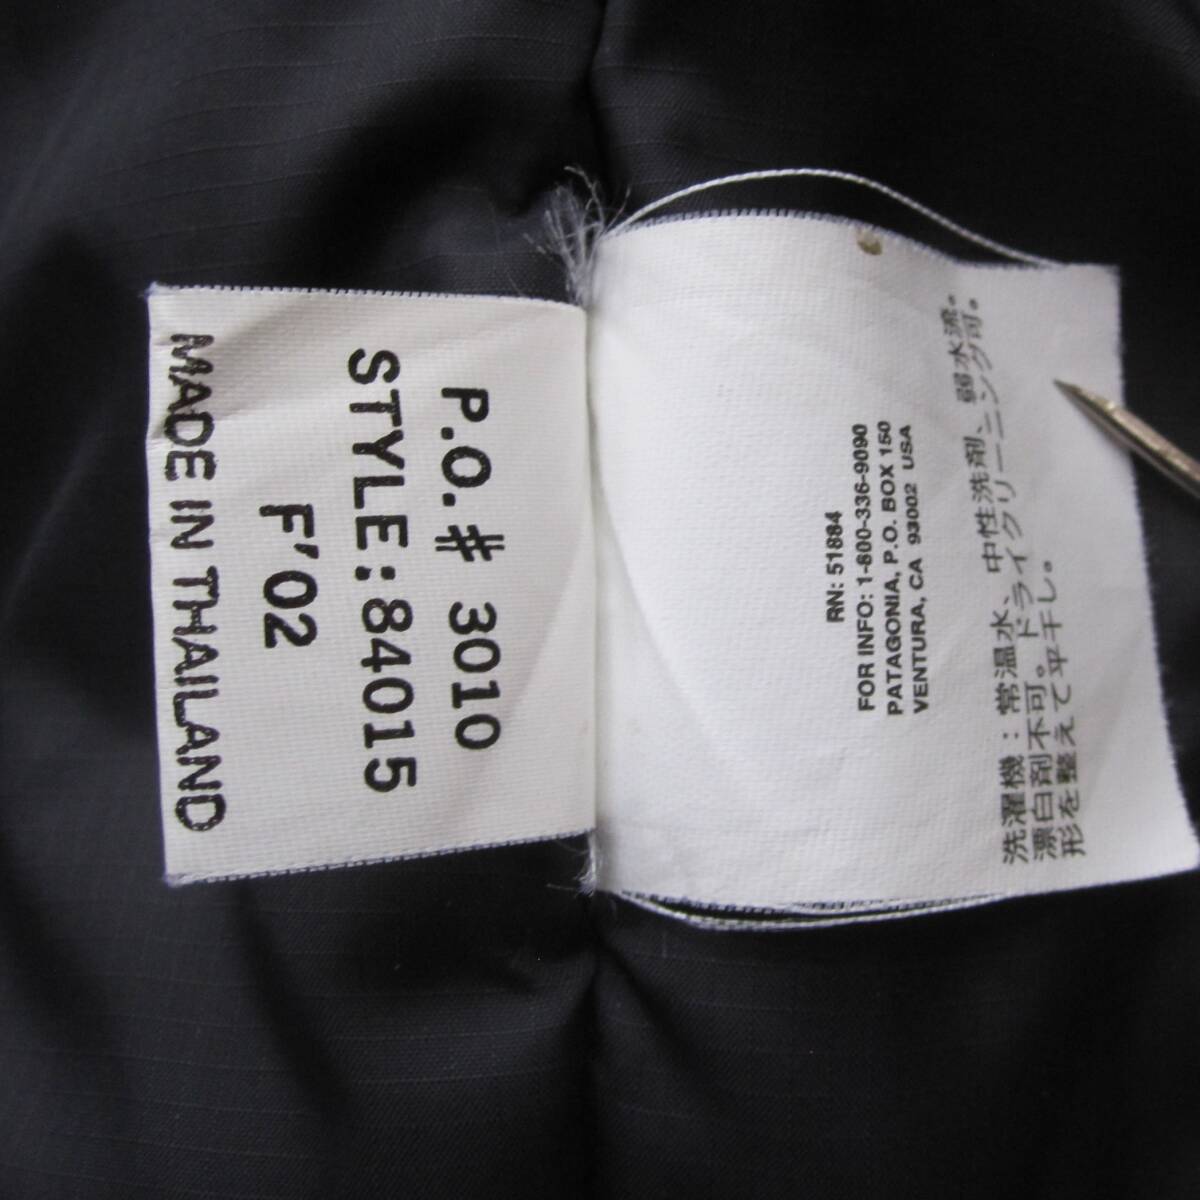 P.O.# 3010
STYLE:84015
F'02
MADE IN THAILAND
洗濯機：常温水、中性洗剤、弱水流。
漂白剤不可。ドライクリーニング可。
形を整えて平干し。
RN: 51884
FOR INFO: 1-800-336-9090
PATAGONIA, P.O. BOX 150
VENTURA, CA 93002 USA